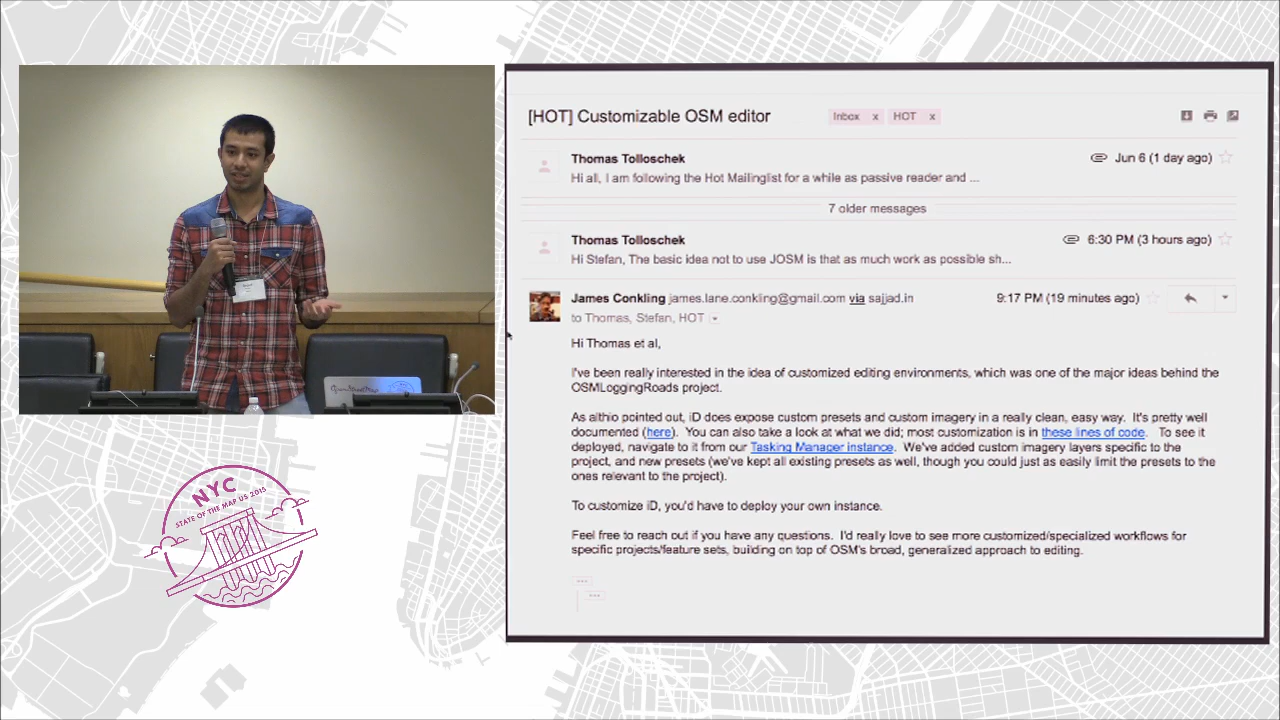 [HOT] Customizable OSM editor Inbox x HOT x
Thomas Tolloschek Jun 6 (1 day ago)
Hi all, I am following the Hot Mailinglist for a while as passive reader and ...
7 older messages
Thomas Tolloschek 6:30 PM (3 hours ago)
Hi Stefan, The basic idea not to use JOSM is that as much work as possible sh...
James Conkling james.lane.conkling@gmail.com via sajjad.in 9:17 PM (19 minutes ago)
to Thomas, Stefan, HOT
Hi Thomas et al,
I've been really interested in the idea of customized editing environments, which was one of the major ideas behind the
OSMLoggingRoads project.
As althio pointed out, iD does expose custom presets and custom imagery in a really clean, easy way. It's pretty well
documented (here). You can also take a look at what we did; most customization is in these lines of code. To see it
deployed, navigate to it from our Tasking Manager instance. We've added custom imagery layers specific to the
project, and new presets (we've kept all existing presets as well, though you could just as easily limit the presets to the
ones relevant to the project).
To customize iD, you'd have to deploy your own instance.
Feel free to reach out if you have any questions. I'd really love to see more customized/specialized workflows for
specific projects/feature sets, building on top of OSM's broad, generalized approach to editing.
NYC
STATE OF THE MAP US 2015